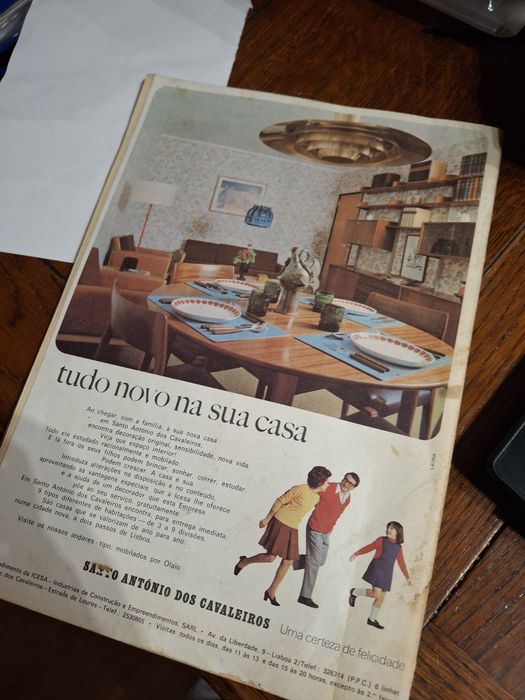 tudo novo na sua casa
Ao chegar, com a família, à sua nova casa
em Santo António dos Cavaleiros,
encontra decoração original, sensibilidade, nova vida.
Veja que espaço interior!
Todo ele estudado racionalmente e mobilado.
E lá fora os seus filhos podem brincar, sonhar, correr, estudar
Podem crescer. A casa é sua.
Introduza alterações na disposição e no conteúdo
aproveitando as vantagens especiais que a Icesa lhe oferece
e a ajuda de um decorador que esta Empresa
põe ao seu serviço, gratuitamente.
Em Santo António dos Cavaleiros encontra, para entrega imediata,
9 tipos diferentes de habitações — de 3 a 9 divisões.
São casas que se valorizam de ano para ano,
numa cidade nova, a dois passos de Lisboa.
Visite os nossos andares-tipo, mobilados por Olaio
SANTO ANTÓNIO DOS CAVALEIROS
Uma certeza de felicidade
dimento da ICESA — Indústrias de Construção e Empreendimentos, SARL • Av. da Liberdade, 9 — Lisboa 2/Telef. 326314 (P.P.C.) 6 linhas
dos Cavaleiros — Estrada de Loures — Telef. 2530865 • Visitas todos os dias, das 11 às 13 e das 15 às 20 horas, excepto às 2.as
LATINA